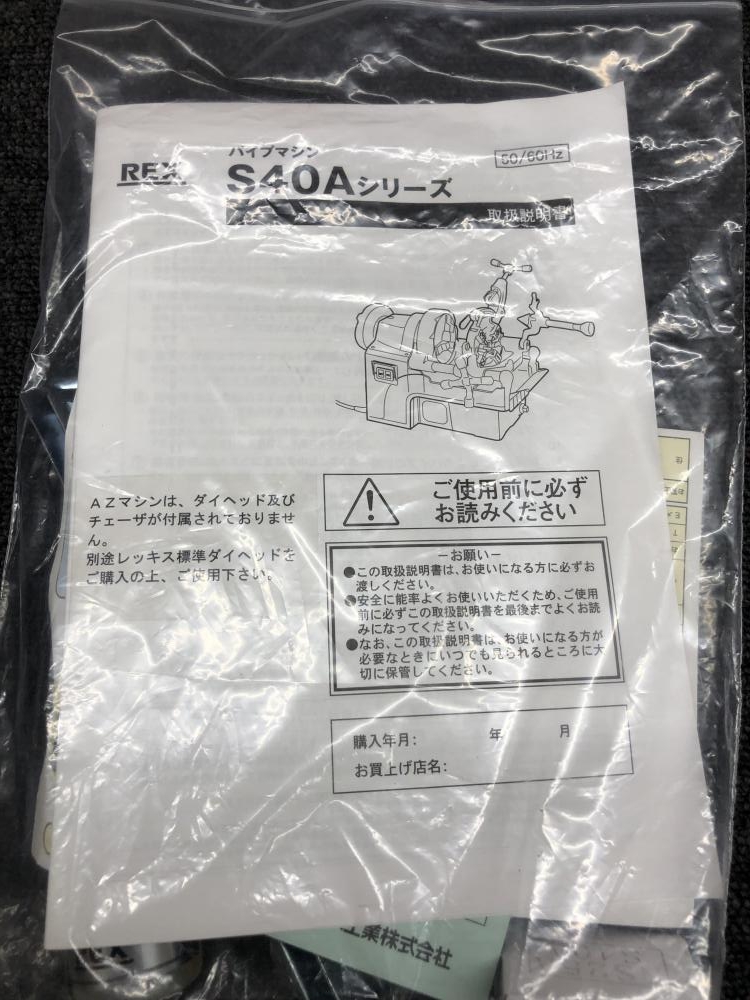 REX
パイプマシン
50/60Hz
S40Aシリーズ
取扱説明書
AZマシンは、ダイヘッド及び
チェーザが付属されておりませ
ん。
別途レッキス標準ダイヘッドを
ご購入の上、ご使用下さい。
ご使用前に必ず
お読みください
－お願い－
●この取扱説明書は、お使いになる方に必ずお
渡しください。
●安全に能率よくお使いいただくため、ご使用
前に必ずこの取扱説明書を最後までよくお読
みになってください。
●なお、この取扱説明書は、お使いになる方が
必要なときにいつでも見られるところに大
切に保管してください。
購入年月： 年 月
お買上げ店名：
工業株式会社
REX